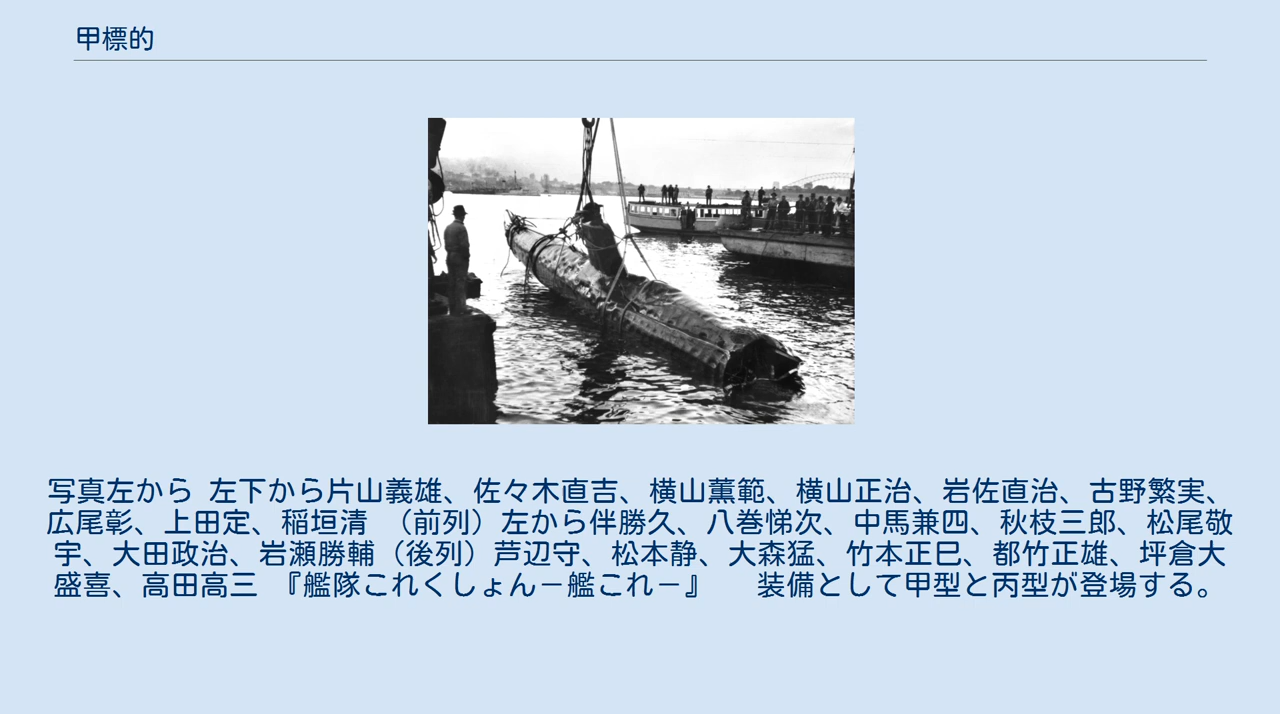 甲標的
写真左から 左下から片山義雄、佐々木直吉、横山薫範、横山正治、岩佐直治、古野繁実、
広尾彰、上田定、稲垣清 （前列）左から伴勝久、八巻悌次、中馬兼四、秋枝三郎、松尾敬
宇、大田政治、岩瀬勝輔（後列）芦辺守、松本静、大森猛、竹本正巳、都竹正雄、坪倉大
盛喜、高田高三 『艦隊これくしょん－艦これ－』　装備として甲型と丙型が登場する。